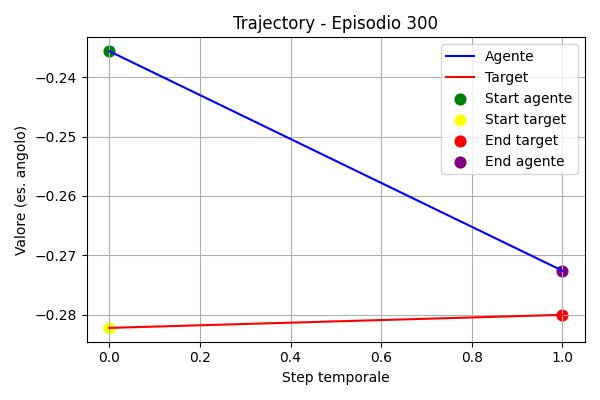 Trajectory - Episodio 300
Valore (es. angolo)
−0.24
−0.25
−0.26
−0.27
−0.28
Agente
Target
Start agente
Start target
End target
End agente
0.0 0.2 0.4 0.6 0.8 1.0
Step temporale